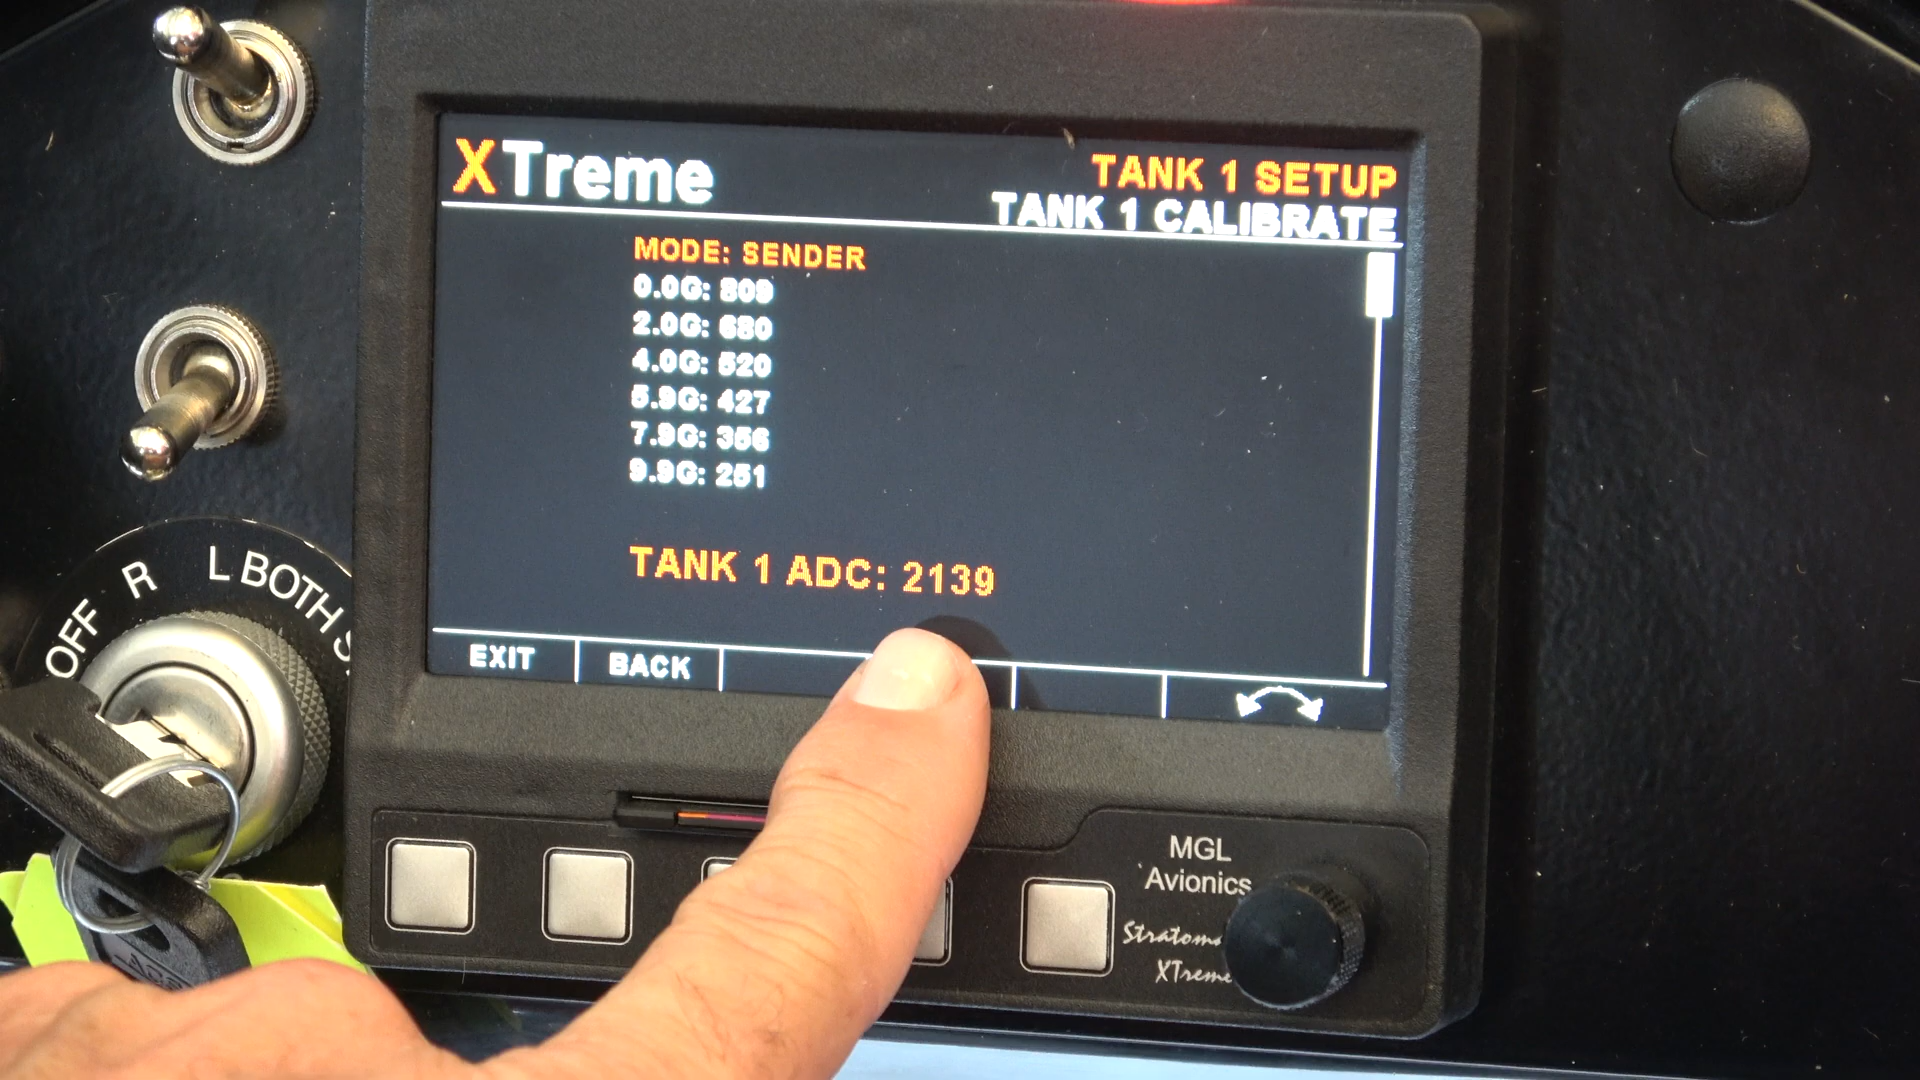 XTreme
TANK 1 SETUP
TANK 1 CALIBRATE
MODE: SENDER
0.0G: 809
2.0G: 680
4.0G: 520
5.9G: 427
7.9G: 356
9.9G: 251
TANK 1 ADC: 2139
EXIT
BACK
OFF R L BOTH S
MGL
Avionics
XTreme